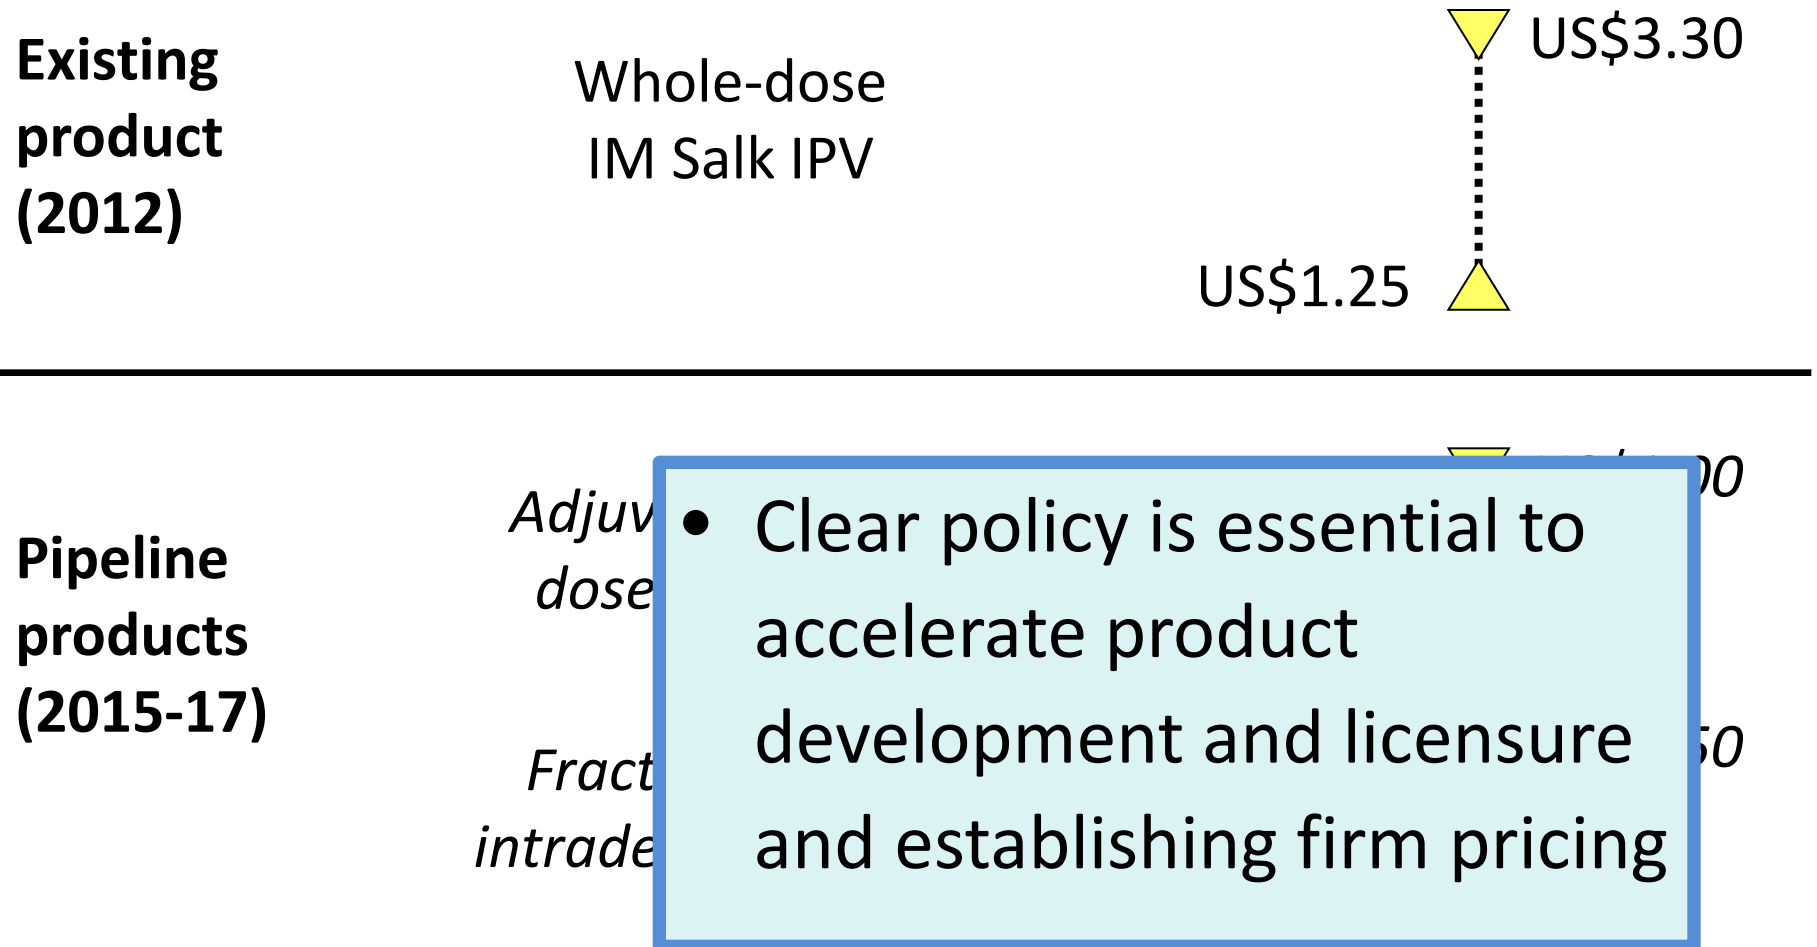 Existing
product
(2012)
Whole-dose
IM Salk IPV
US$3.30
US$1.25
Pipeline
products
(2015-17)
dose
• Clear policy is essential to
accelerate product
development and licensure
and establishing firm pricing